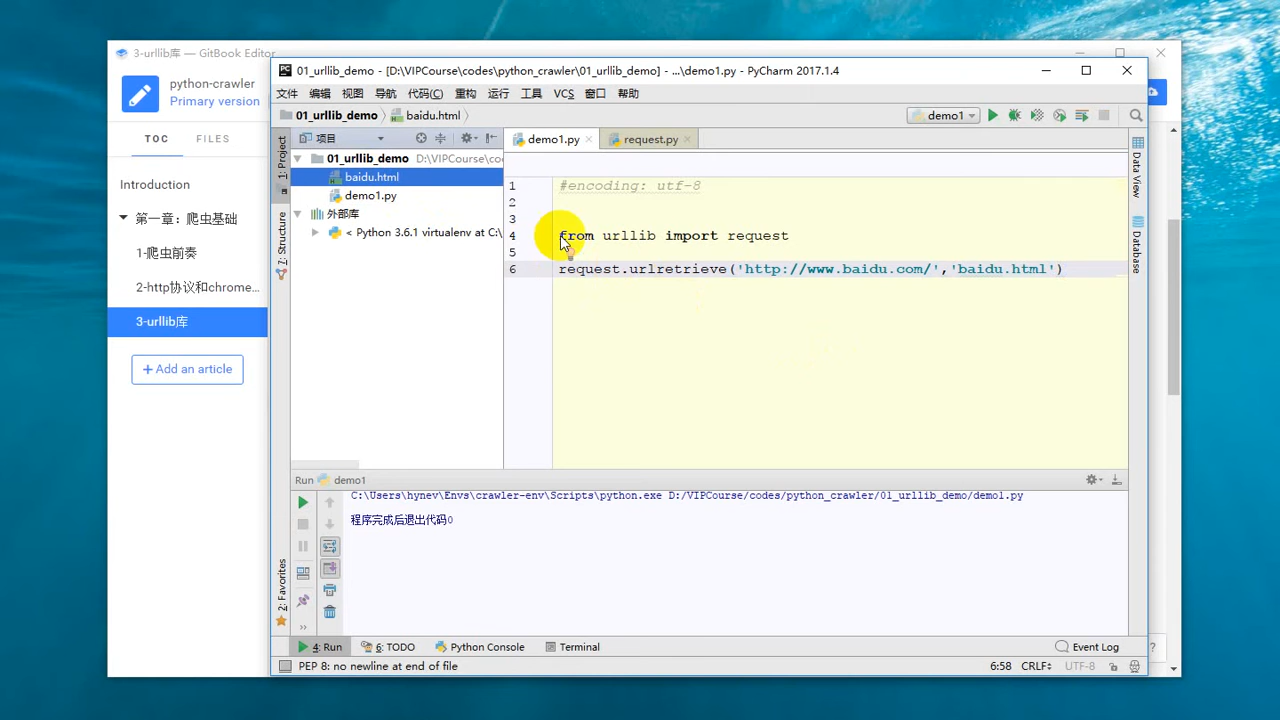 3-urllib库 — GitBook Editor
python-crawler
Primary version
TOC FILES
Introduction
第一章：爬虫基础
1-爬虫前奏
2-http协议和chrome...
3-urllib库
+ Add an article
01_urllib_demo - [D:\VIPCourse\codes\python_crawler\01_urllib_demo] - ...\demo1.py - PyCharm 2017.1.4
文件 编辑 视图 导航 代码(C) 重构 运行 工具 VCS 窗口 帮助
01_urllib_demo baidu.html demo1
项目 demo1.py request.py
1: Project
7: Structure
2: Favorites
01_urllib_demo D:\VIPCourse\co
baidu.html
demo1.py
外部库
< Python 3.6.1 virtualenv at C:\
1 #encoding: utf-8
2
3
4 from urllib import request
5
6 request.urlretrieve('http://www.baidu.com/','baidu.html')
Data View
Database
Run demo1
C:\Users\hynev\Envs\crawler-env\Scripts\python.exe D:/VIPCourse/codes/python_crawler/01_urllib_demo/demo1.py
程序完成后退出代码0
4: Run 6: TODO Python Console Terminal Event Log
PEP 8: no newline at end of file 6:58 CRLF UTF-8